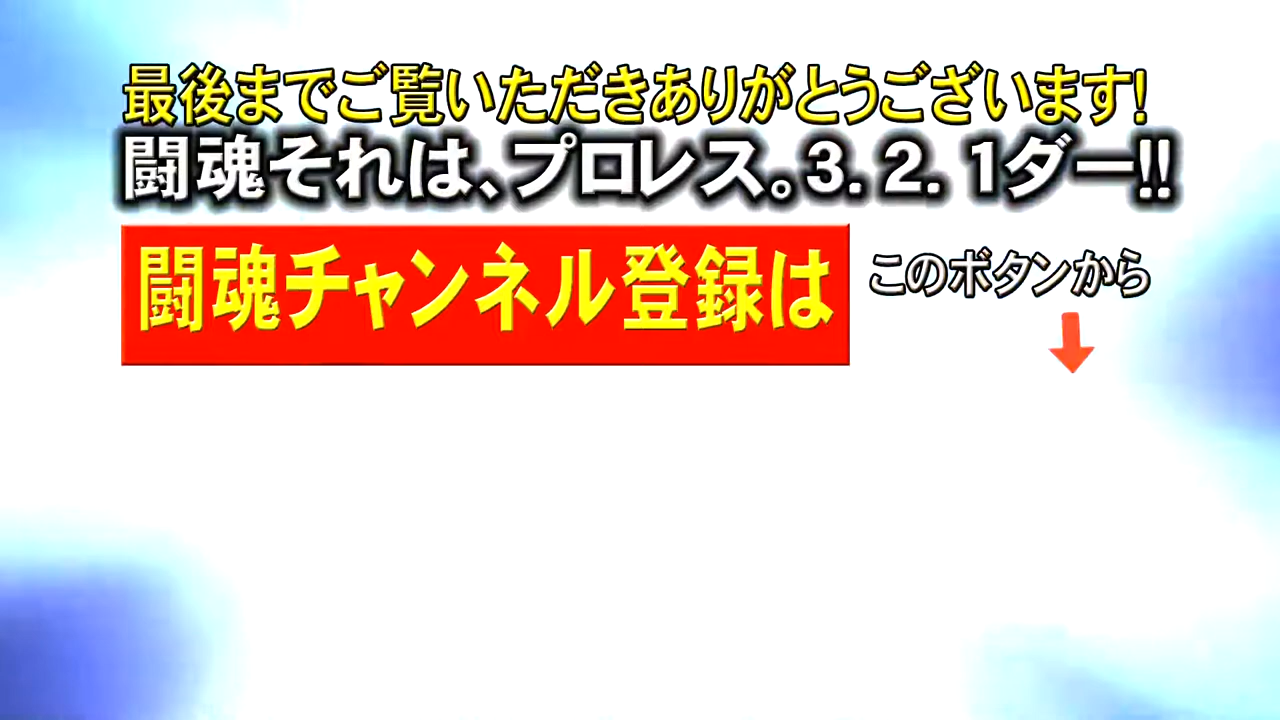 最後までご覧いただきありがとうございます!
闘魂それは、プロレス。3.2.1ダー!!
闘魂チャンネル登録は
このボタンから